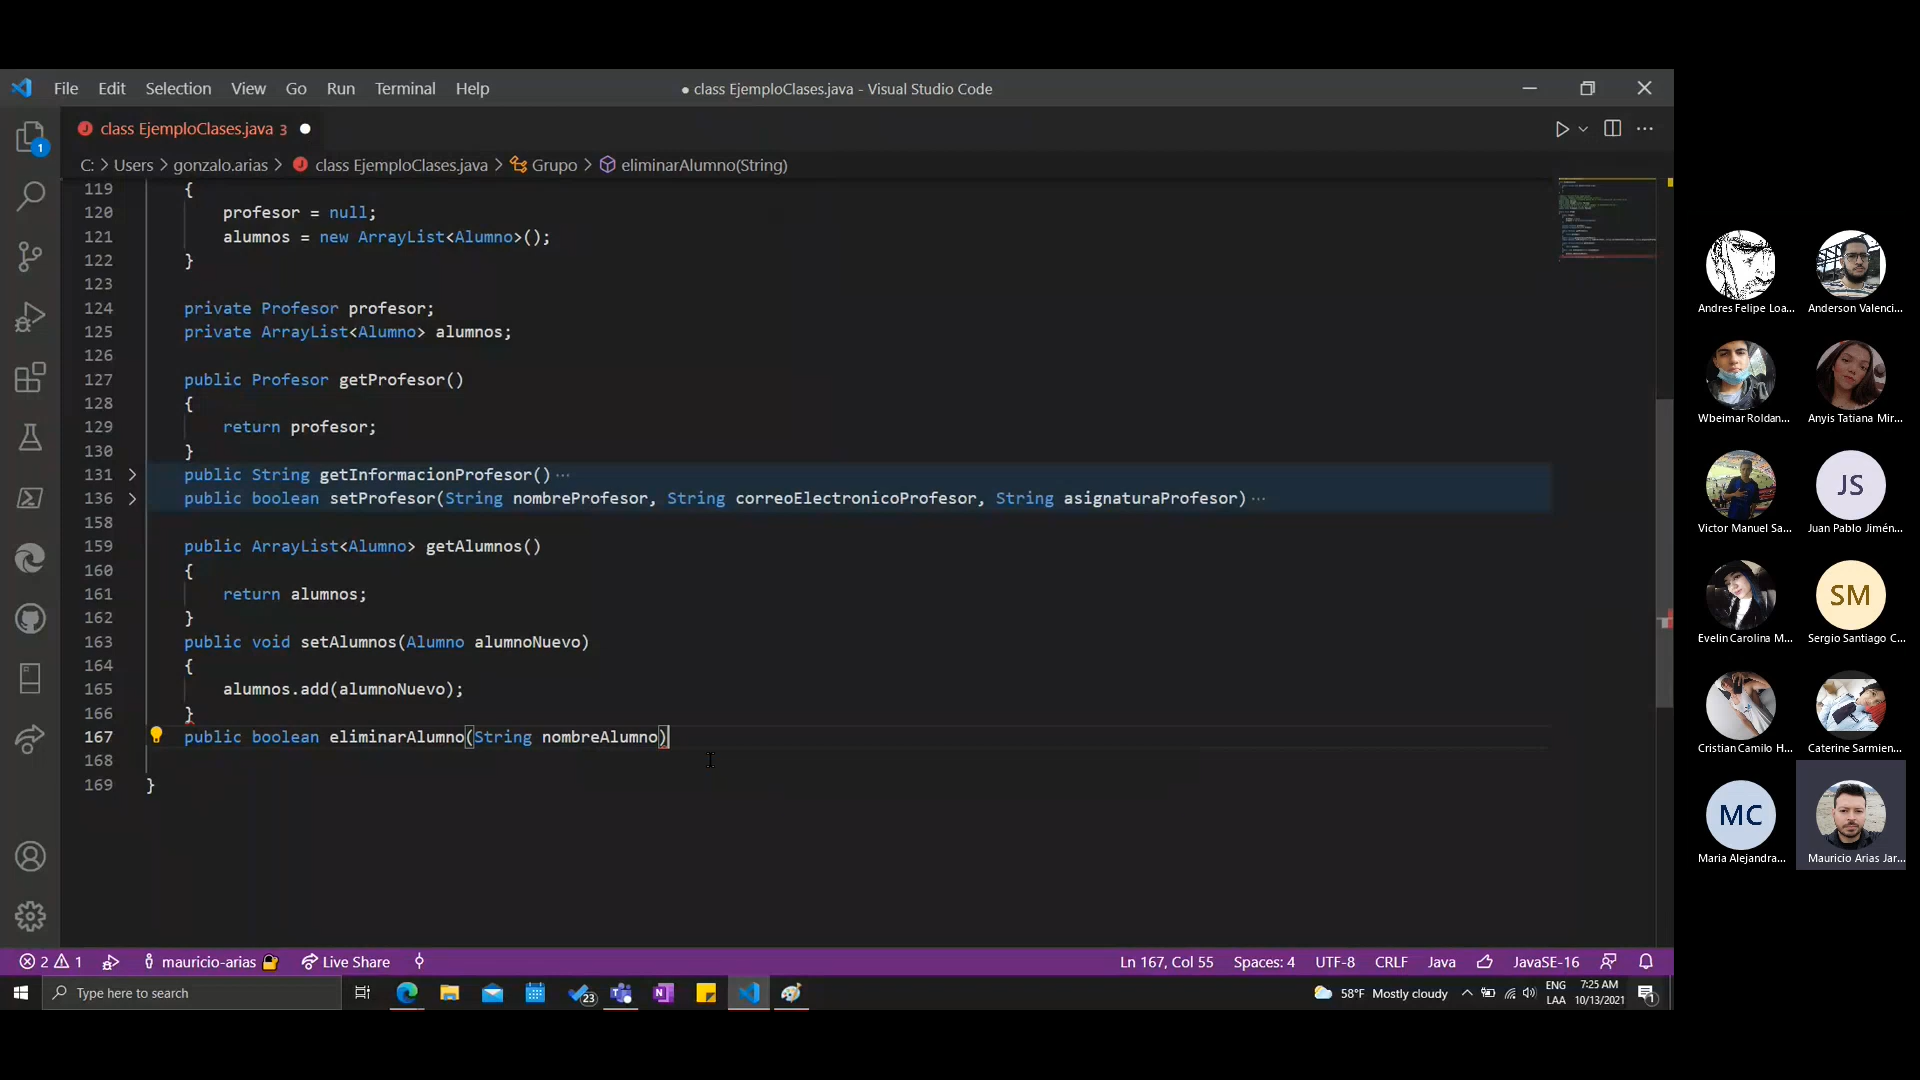 File Edit Selection View Go Run Terminal Help
● class EjemploClases.java - Visual Studio Code
class EjemploClases.java 3
C: > Users > gonzalo.arias > class EjemploClases.java > Grupo > eliminarAlumno(String)
119 {
120 profesor = null;
121 alumnos = new ArrayList<Alumno>();
122 }
123
124 private Profesor profesor;
125 private ArrayList<Alumno> alumnos;
126
127 public Profesor getProfesor()
128 {
129 return profesor;
130 }
131 public String getInformacionProfesor() ···
136 public boolean setProfesor(String nombreProfesor, String correoElectronicoProfesor, String asignaturaProfesor) ···
158
159 public ArrayList<Alumno> getAlumnos()
160 {
161 return alumnos;
162 }
163 public void setAlumnos(Alumno alumnoNuevo)
164 {
165 alumnos.add(alumnoNuevo);
166 }
167 public boolean eliminarAlumno(String nombreAlumno)
168
169 }
1
2 1 mauricio-arias Live Share
Ln 167, Col 55 Spaces: 4 UTF-8 CRLF Java JavaSE-16
Type here to search
23
58°F Mostly cloudy
ENG
LAA
7:25 AM
10/13/2021
1
Andres Felipe Loa...
Anderson Valenci...
Wbeimar Roldan...
Anyis Tatiana Mir...
Victor Manuel Sa...
JS
Juan Pablo Jimén...
Evelin Carolina M...
SM
Sergio Santiago C...
Cristian Camilo H...
Caterine Sarmien...
MC
Maria Alejandra...
Mauricio Arias Jar...